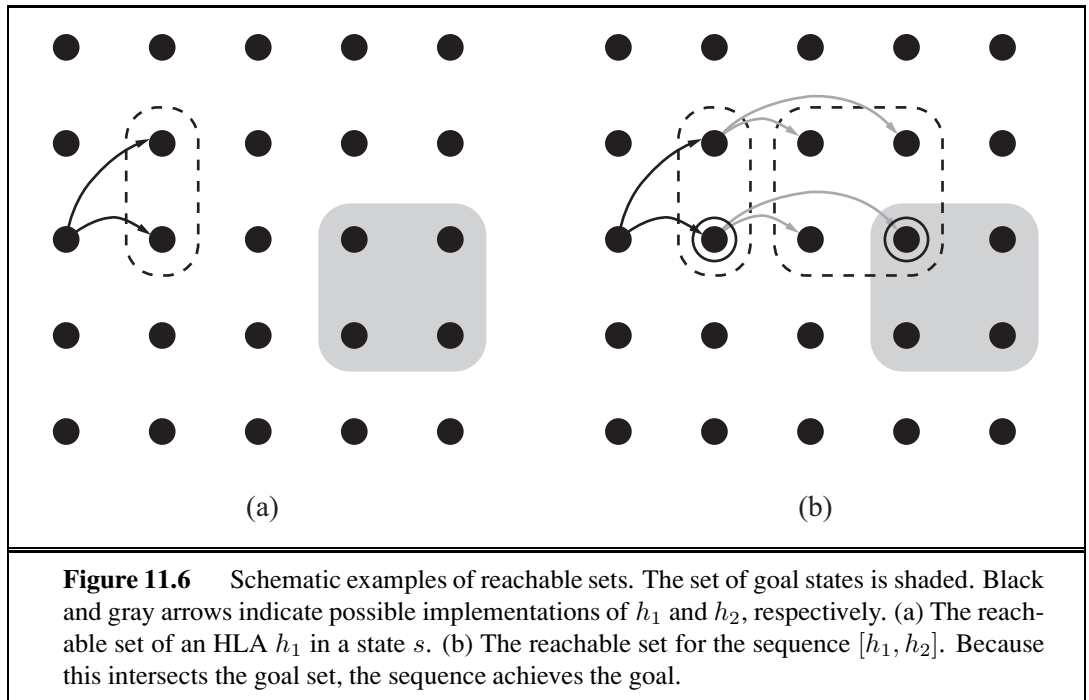 (a)
(b)
Figure 11.6 Schematic examples of reachable sets. The set of goal states is shaded. Black
and gray arrows indicate possible implementations of h1 and h2, respectively. (a) The reach-
able set of an HLA h1 in a state s. (b) The reachable set for the sequence [h1, h2]. Because
this intersects the goal set, the sequence achieves the goal.